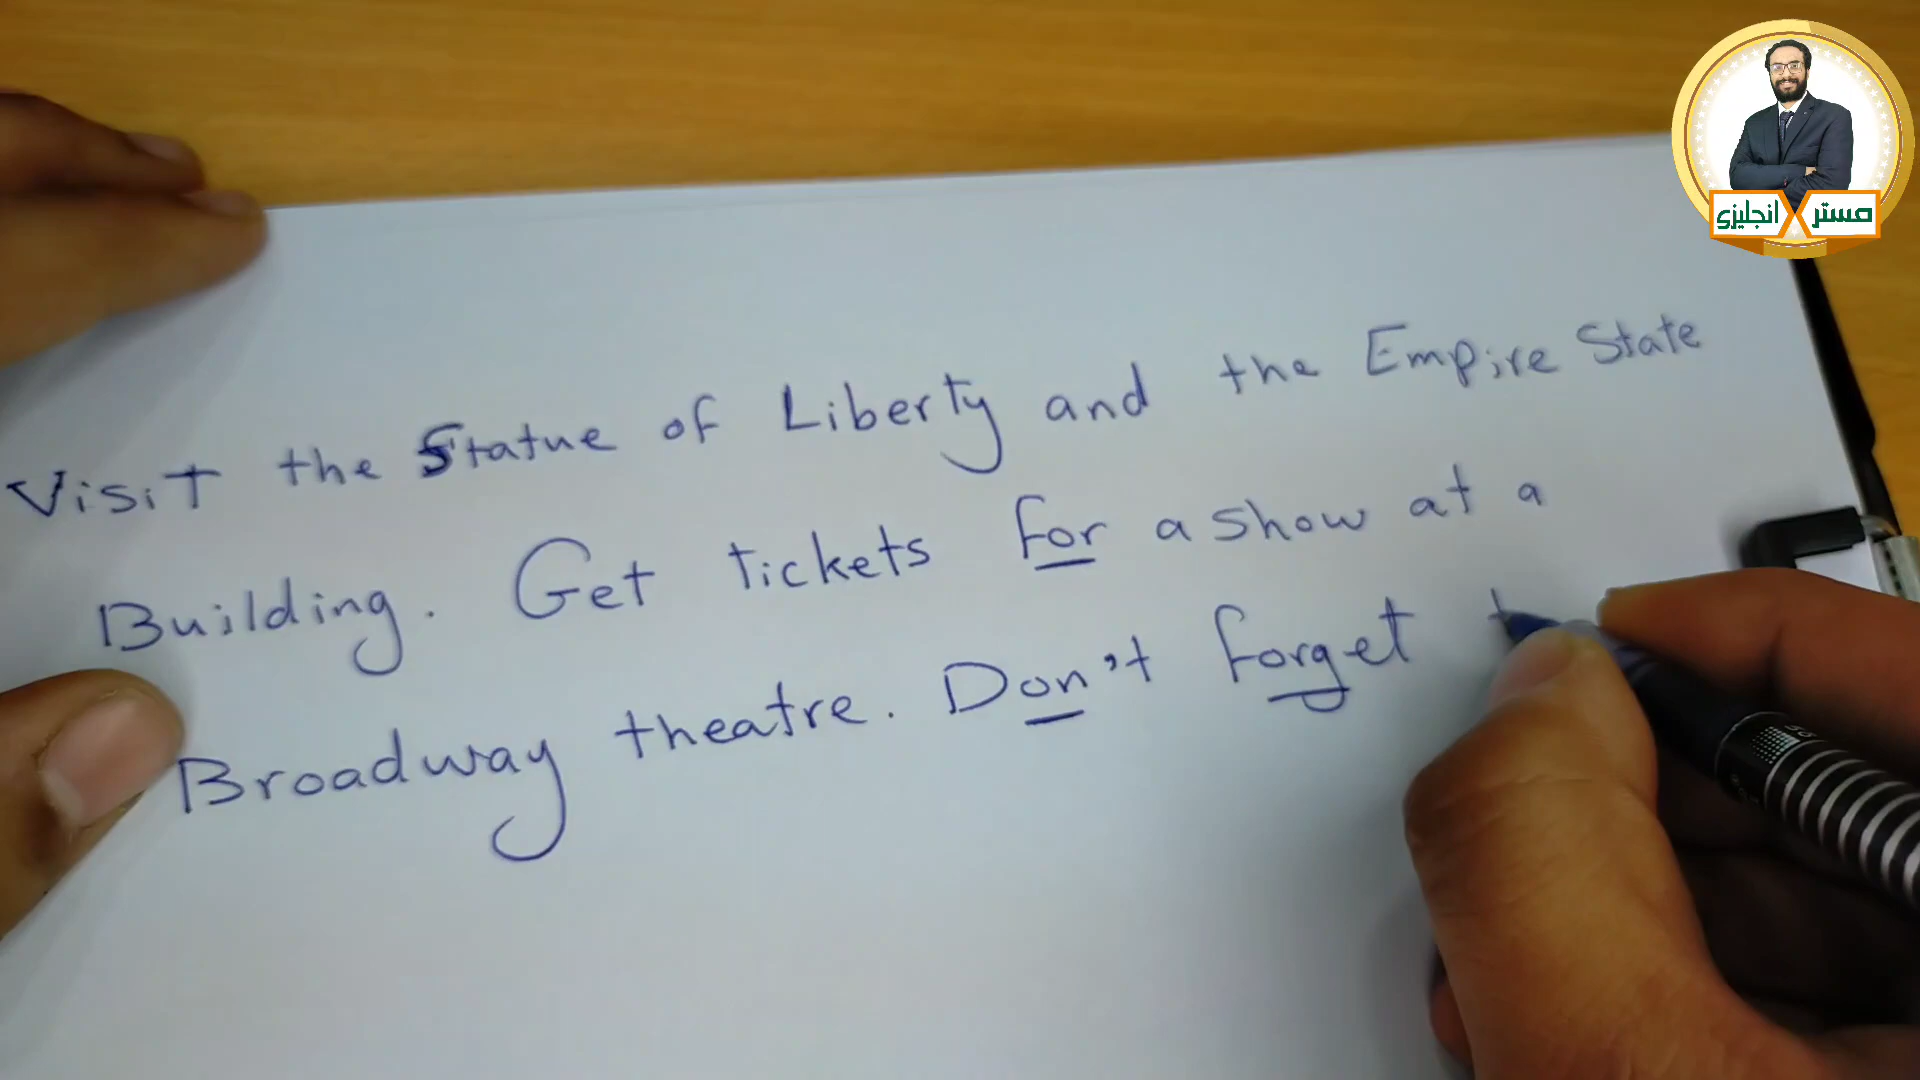 مستر X انجليزي
Visit the Statue of Liberty and the Empire State
Building. Get tickets for a show at a
Broadway theatre. Don't forget t